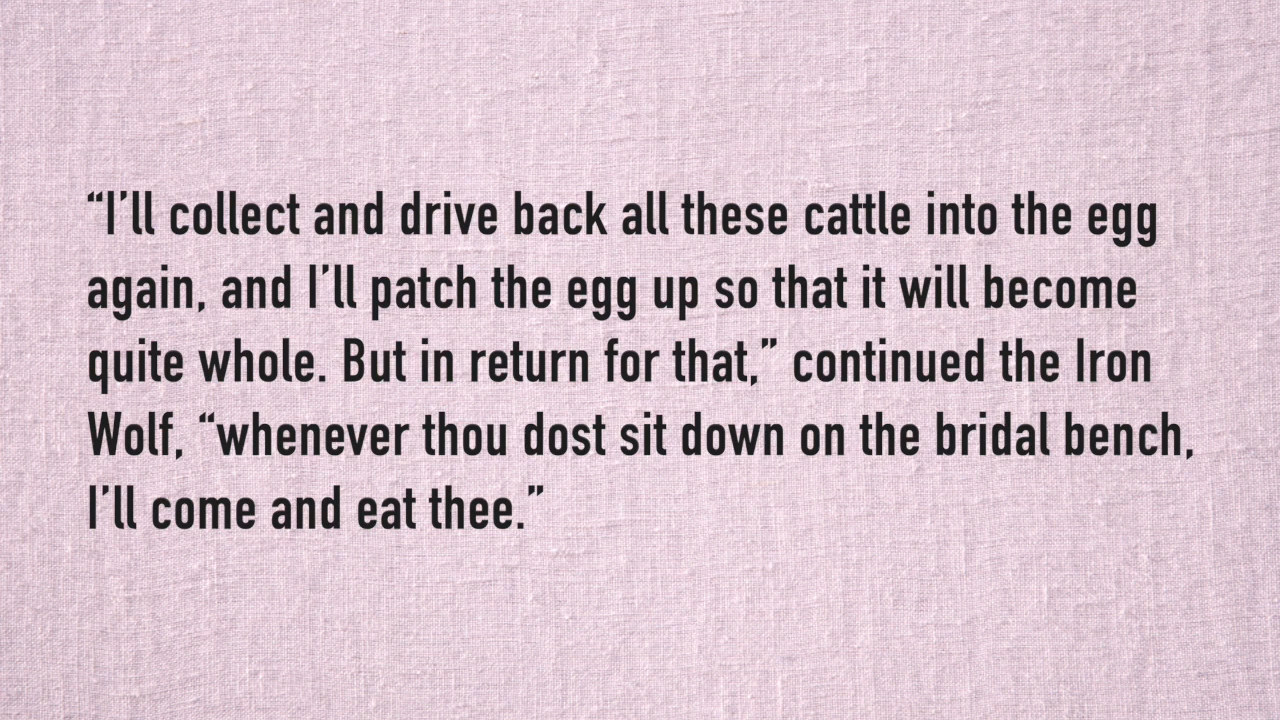 “I’ll collect and drive back all these cattle into the egg
again, and I’ll patch the egg up so that it will become
quite whole. But in return for that,” continued the Iron
Wolf, “whenever thou dost sit down on the bridal bench,
I’ll come and eat thee.”